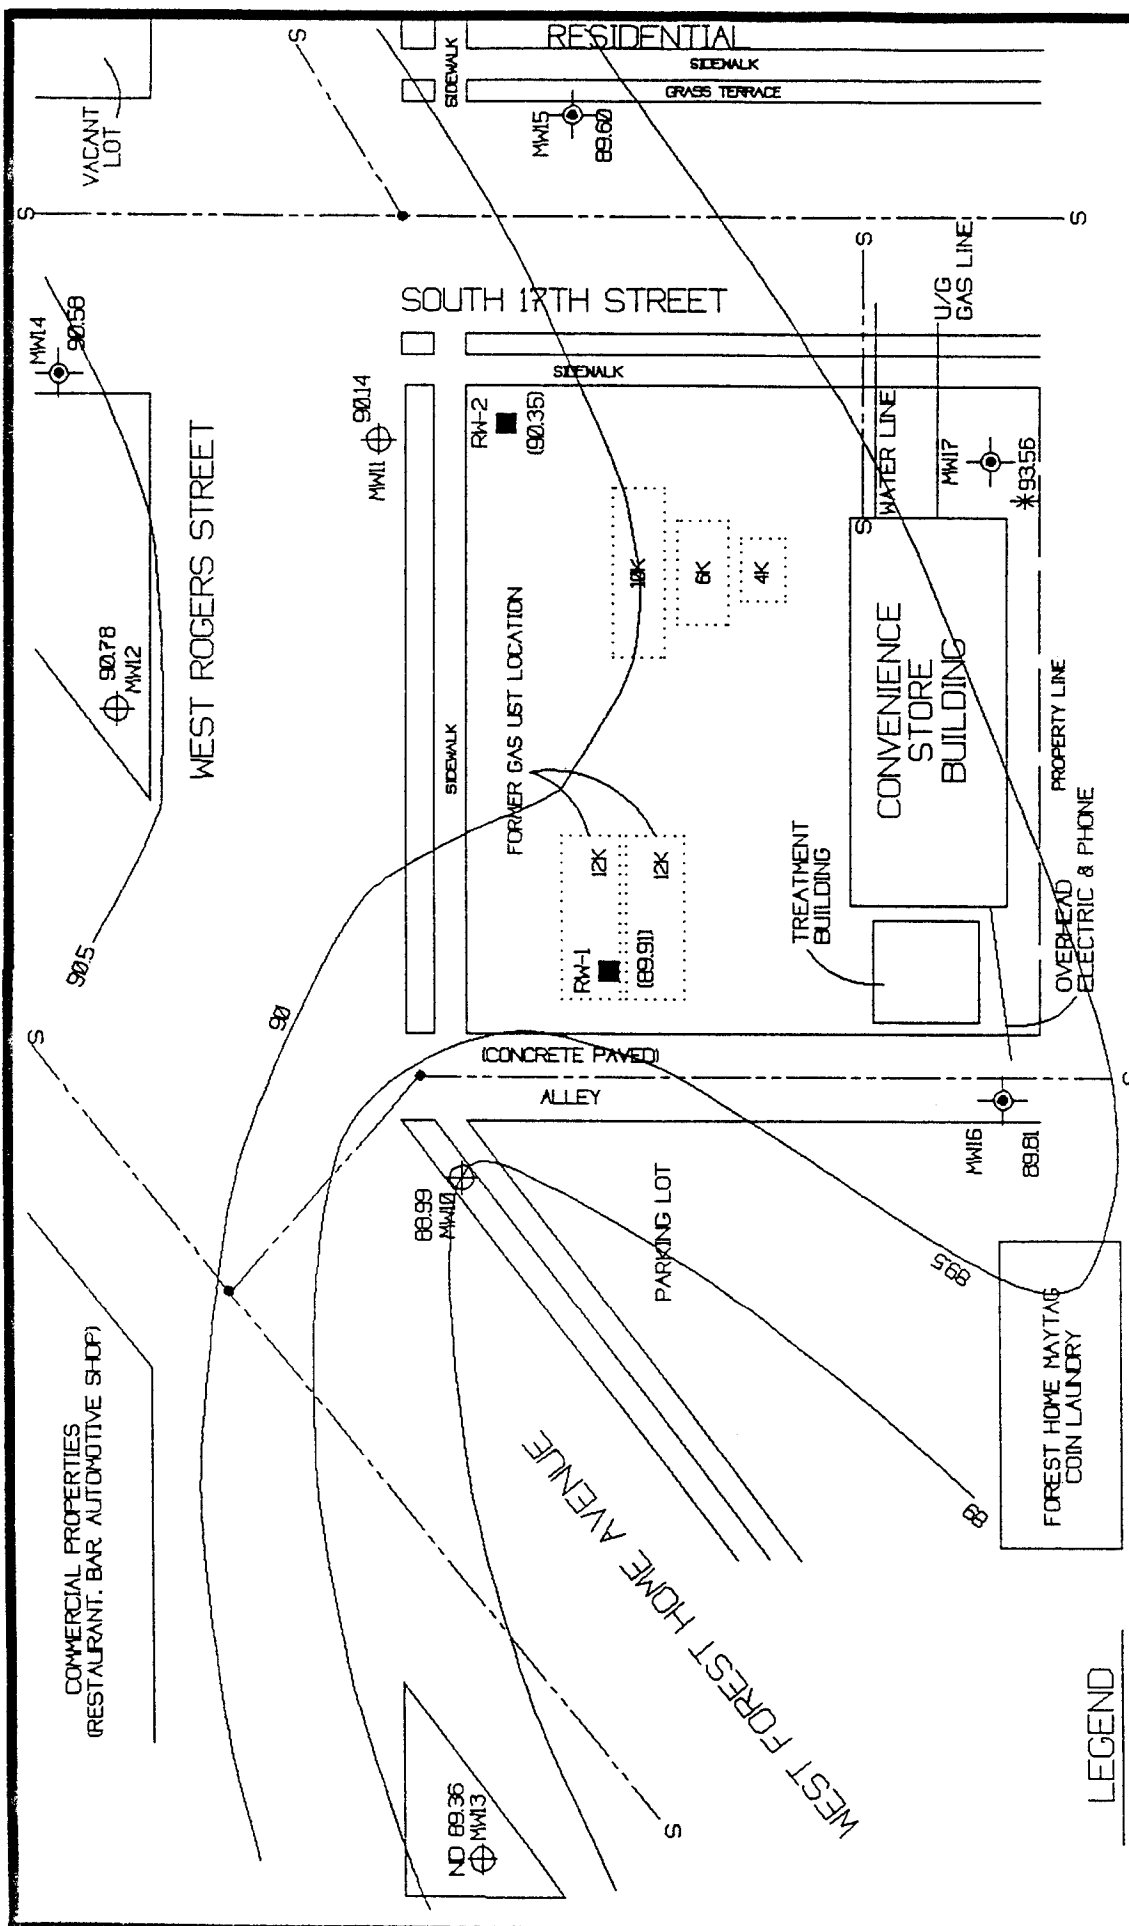 RESIDENTIAL
SIDEWALK
GRASS TERRACE
SIDEWALK
VACANT
LOT
S
S
MW15
89.60
S
S
SOUTH 17TH STREET
U/G
GAS LINE
MW14
90.58
SIDEWALK
MW11
90.14
RW-2
(90.35)
WATER LINE
S
MW17
*93.56
WEST ROGERS STREET
90.78
MW12
10K
6K
4K
FORMER GAS UST LOCATION
SIDEWALK
CONVENIENCE
STORE
BUILDING
PROPERTY LINE
12K
12K
RW-1
(89.91)
TREATMENT
BUILDING
OVERHEAD
ELECTRIC & PHONE
90.5
90
S
(CONCRETE PAVED)
ALLEY
S
MW16
89.81
88.99
MW10
PARKING LOT
89.5
89
FOREST HOME MAYTAG
COIN LAUNDRY
COMMERCIAL PROPERTIES
(RESTAURANT, BAR, AUTOMOTIVE SHOP)
WEST FOREST HOME AVENUE
ND 89.36
MW13
S
LEGEND